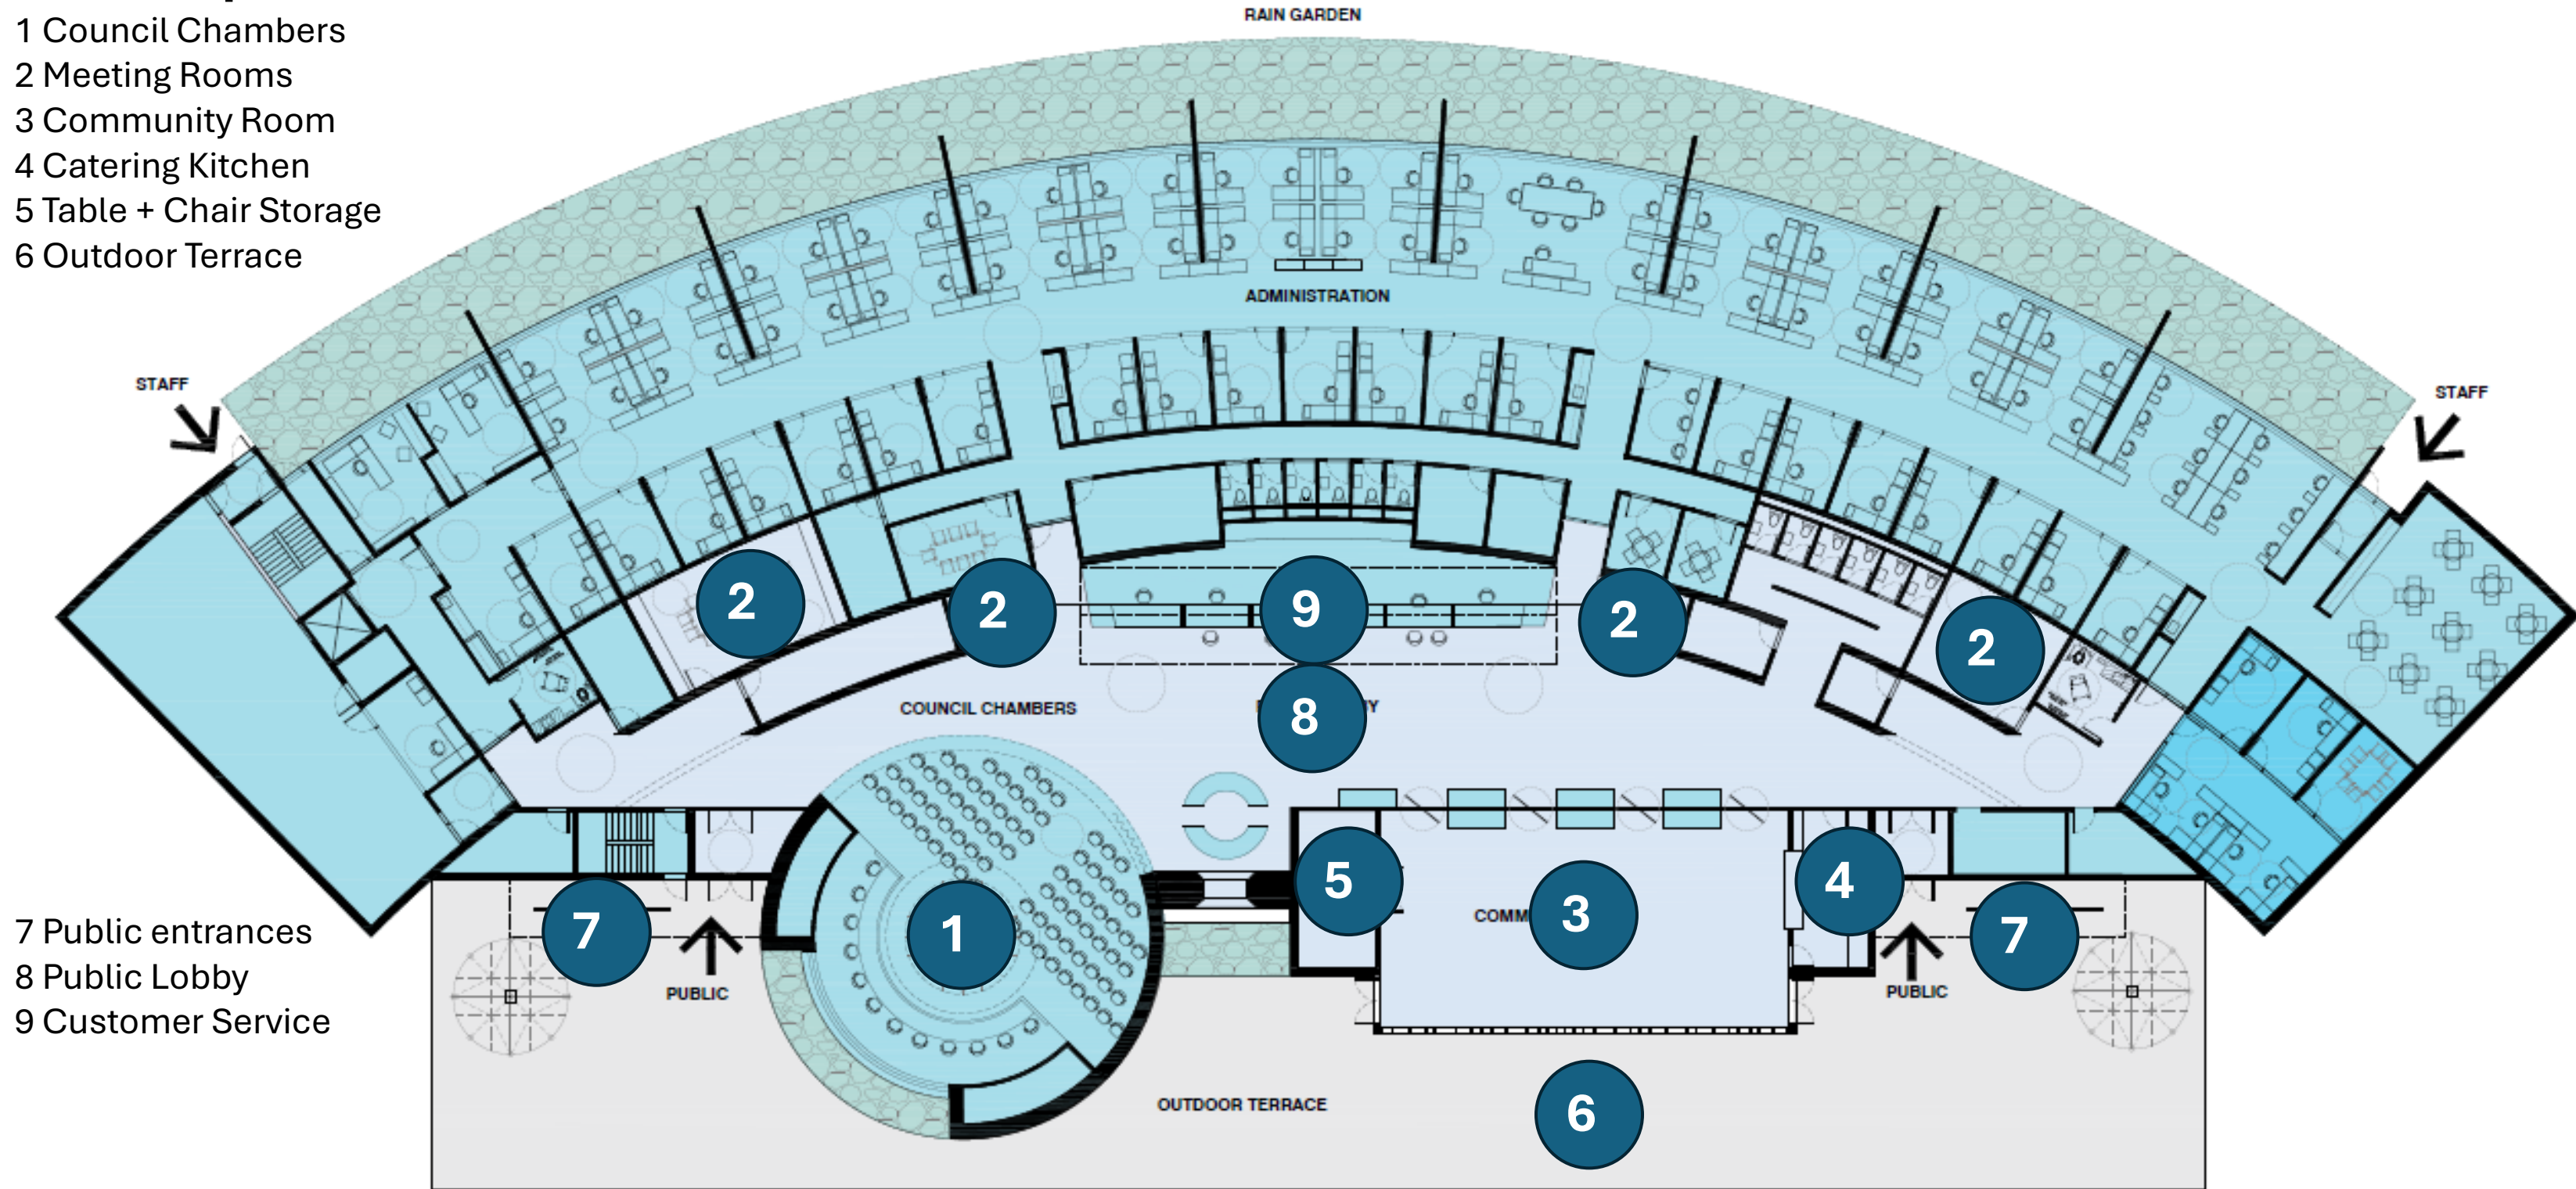 1 Council Chambers
2 Meeting Rooms
3 Community Room
4 Catering Kitchen
5 Table + Chair Storage
6 Outdoor Terrace
RAIN GARDEN
ADMINISTRATION
STAFF
STAFF
2
2
9
2
2
COUNCIL CHAMBERS
8
7 Public entrances
8 Public Lobby
9 Customer Service
7
1
5
3
4
7
PUBLIC
PUBLIC
OUTDOOR TERRACE
6